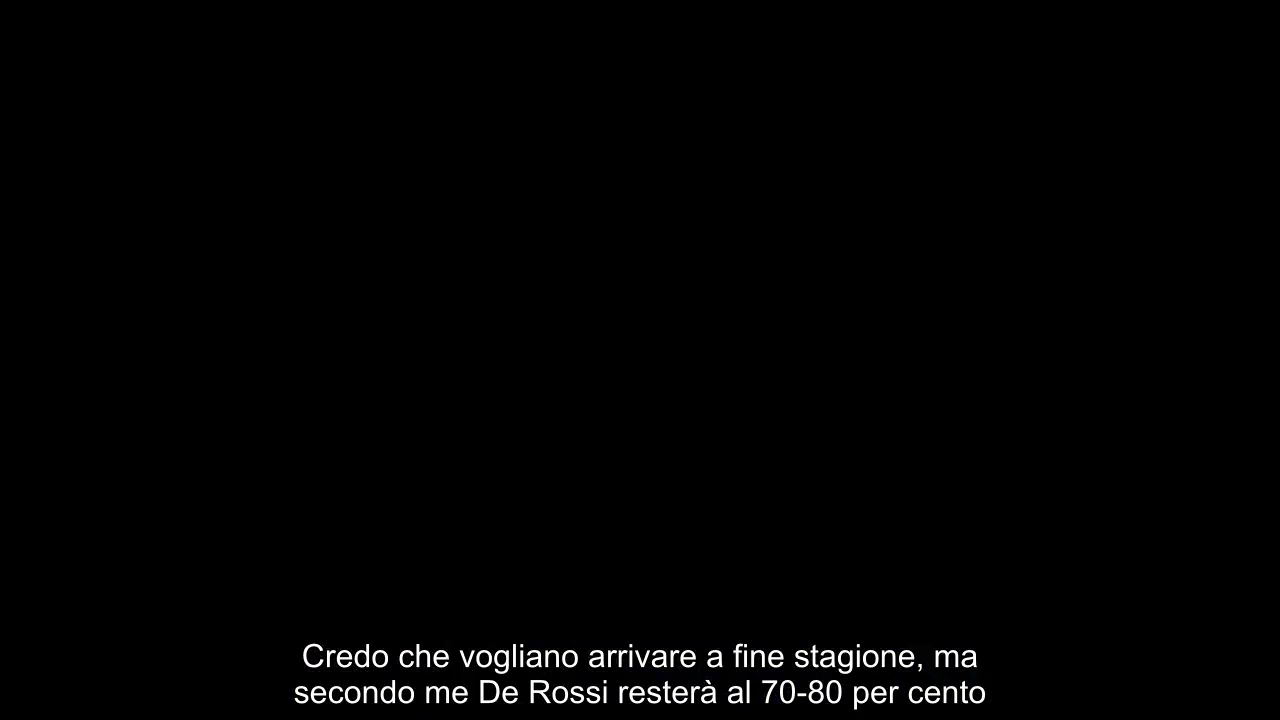 Credo che vogliano arrivare a fine stagione, ma
secondo me De Rossi resterà al 70-80 per cento